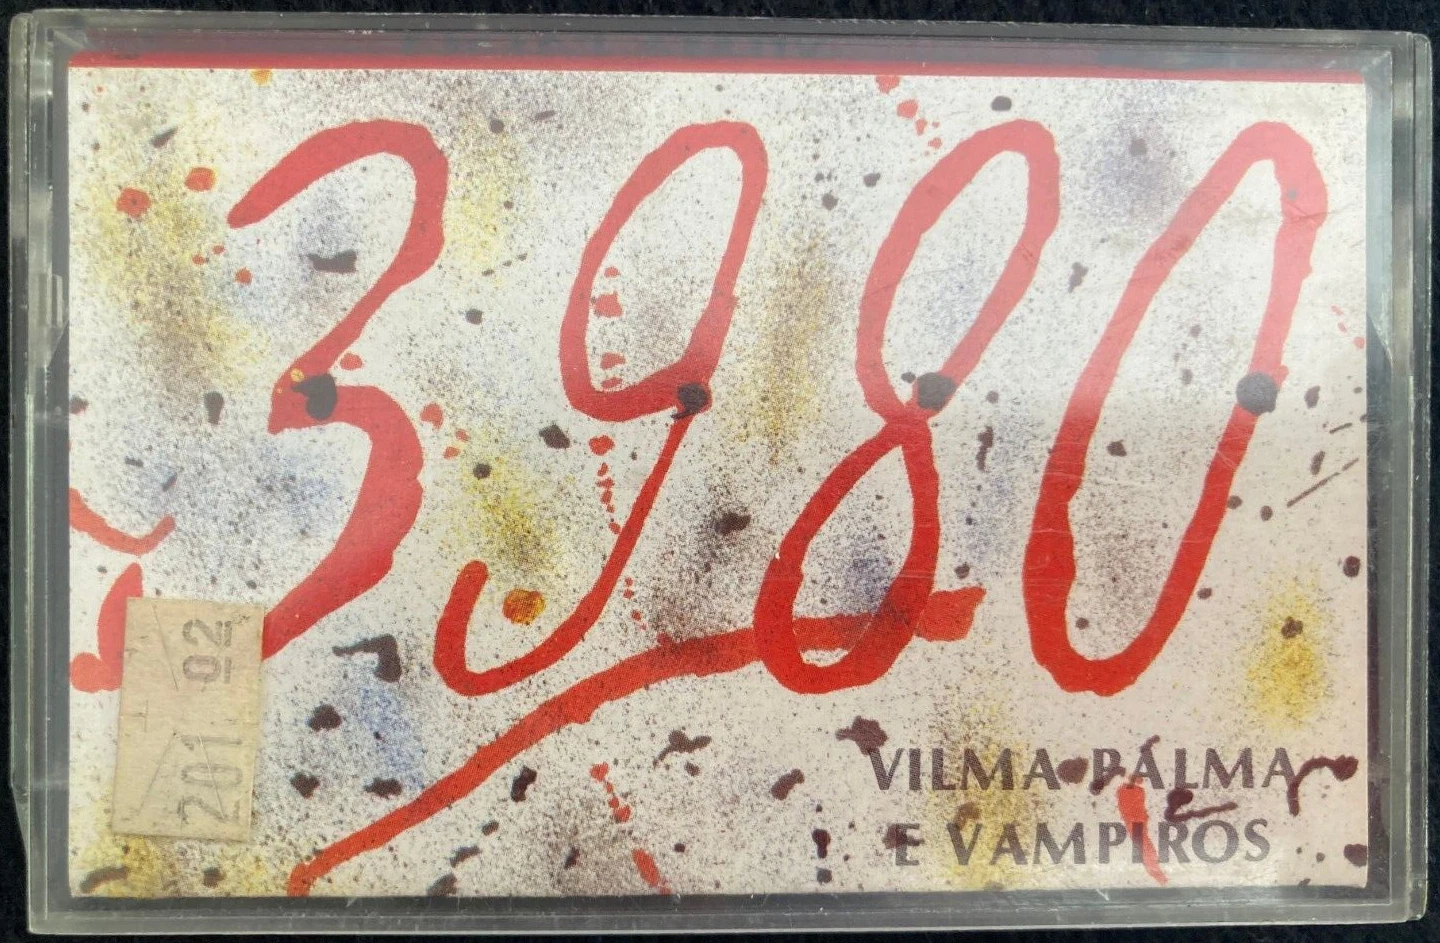 3980
201 02
VILMA PALMA
E VAMPIROS